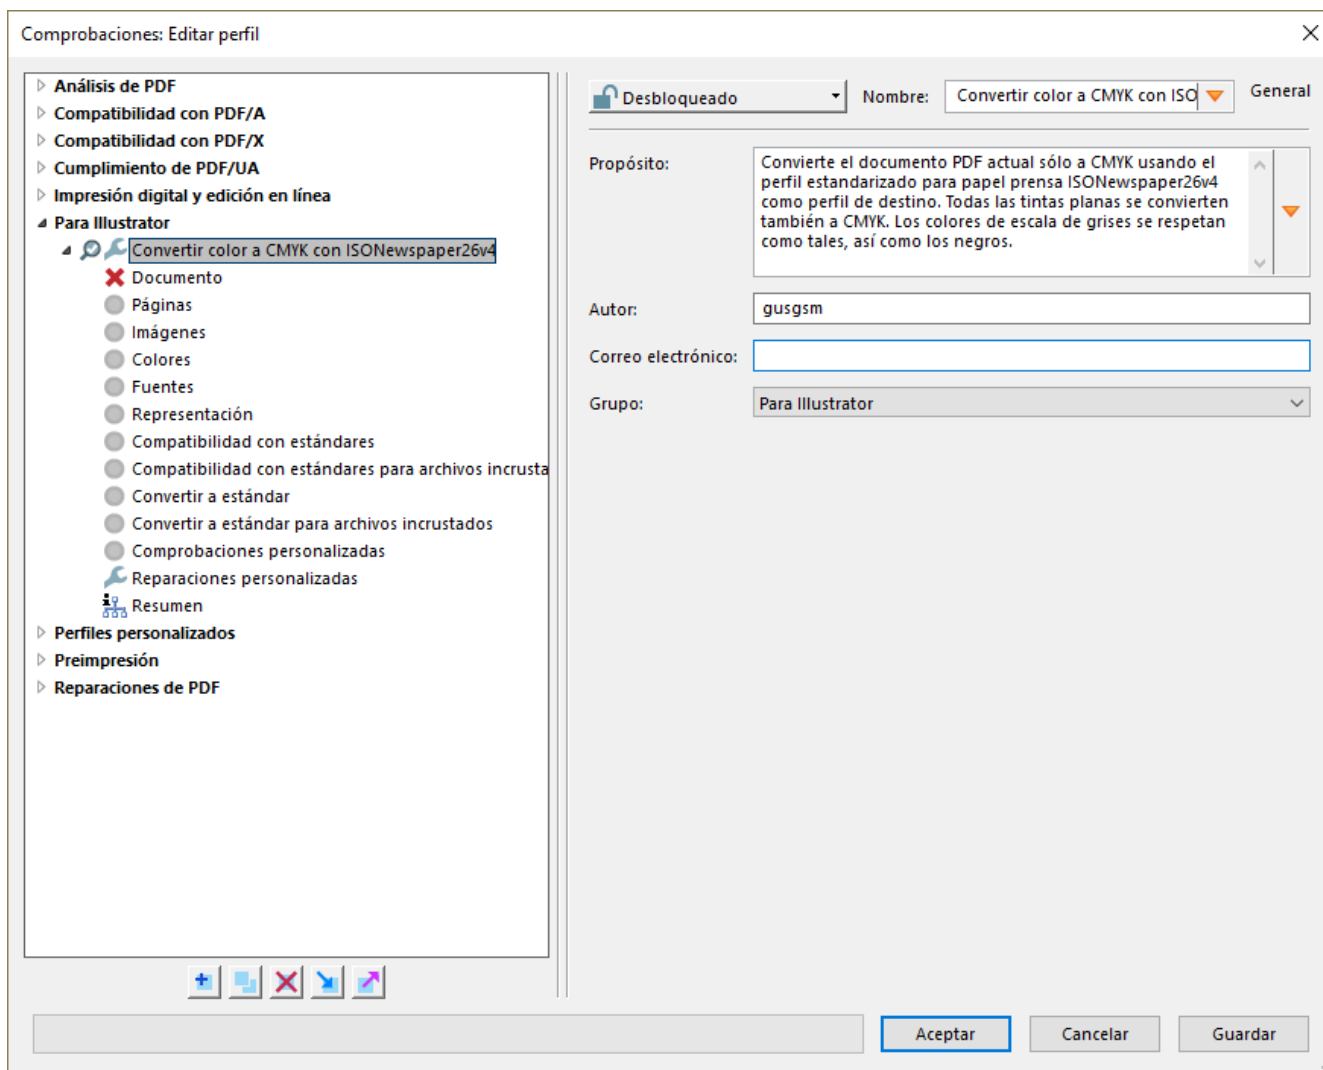 Comprobaciones: Editar perfil
Análisis de PDF
Compatibilidad con PDF/A
Compatibilidad con PDF/X
Cumplimiento de PDF/UA
Impresión digital y edición en línea
Para Illustrator
Convertir color a CMYK con ISONewspaper26v4
Documento
Páginas
Imágenes
Colores
Fuentes
Representación
Compatibilidad con estándares
Compatibilidad con estándares para archivos incrusta
Convertir a estándar
Convertir a estándar para archivos incrustados
Comprobaciones personalizadas
Reparaciones personalizadas
Resumen
Perfiles personalizados
Preimpresión
Reparaciones de PDF
Desbloqueado
Nombre:
Convertir color a CMYK con ISO
General
Propósito:
Convierte el documento PDF actual sólo a CMYK usando el
perfil estandarizado para papel prensa ISONewspaper26v4
como perfil de destino. Todas las tintas planas se convierten
también a CMYK. Los colores de escala de grises se respetan
como tales, así como los negros.
Autor:
gusgsm
Correo electrónico:
Grupo:
Para Illustrator
Aceptar
Cancelar
Guardar